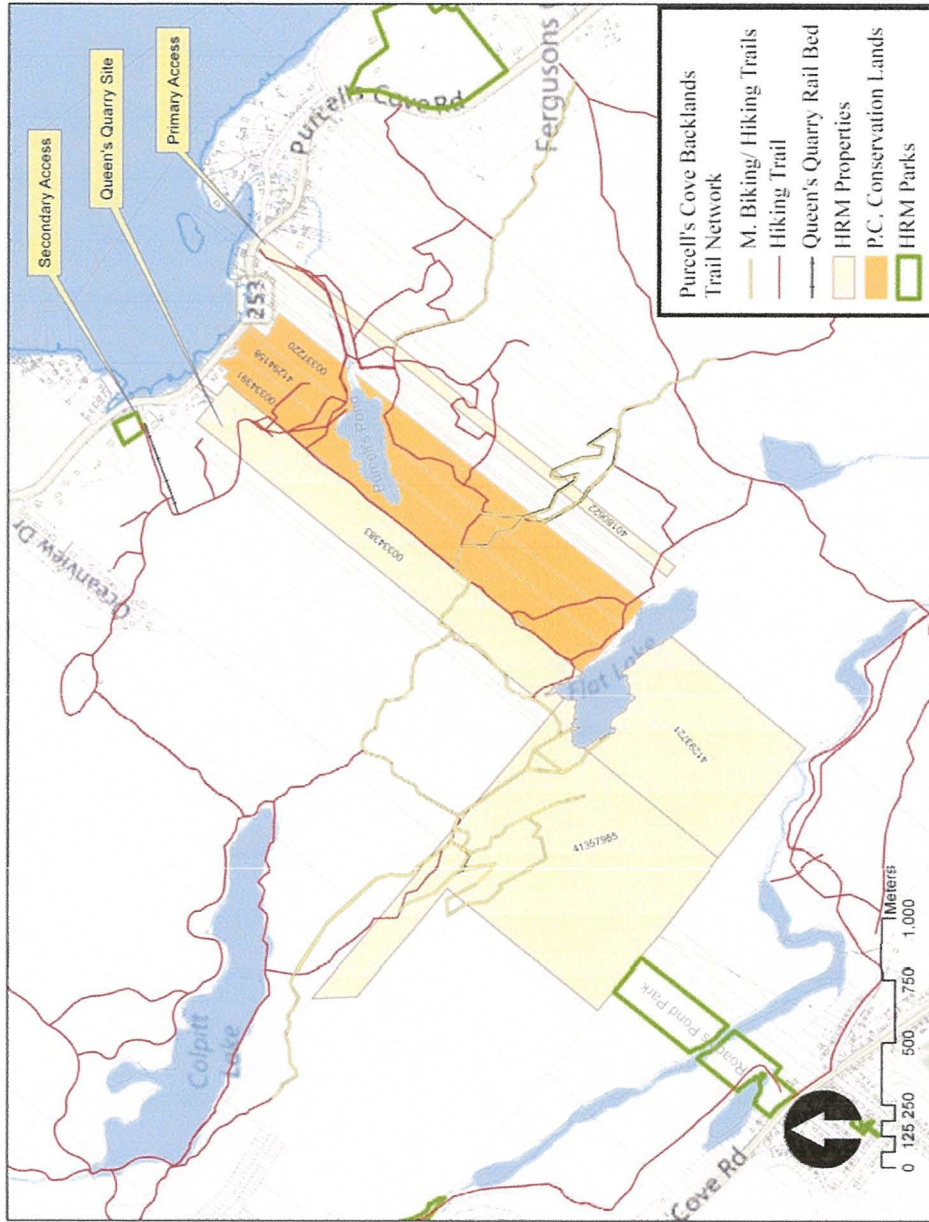 Secondary Access
Queen's Quarry Site
Primary Access
Purcells Cove Rd
Fergusons
253
Oceanview Dr
00334391
41294158
00337220
Purcell's Pond
00334383
40180622
Flat Lake
41293721
41357965
Colpitt
Lake
Roach's Pond Park
Cove Rd
Purcell's Cove Backlands
Trail Network
M. Biking/ Hiking Trails
Hiking Trail
Queen's Quarry Rail Bed
HRM Properties
P.C. Conservation Lands
HRM Parks
0 125 250 500 750 1,000
Meters